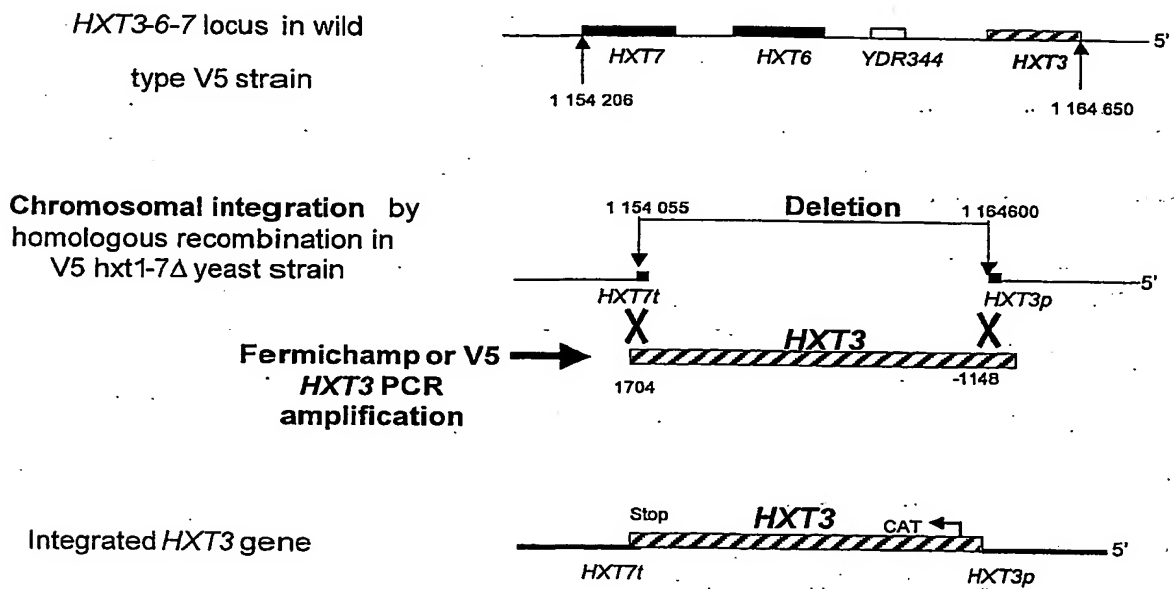 HXT3-6-7 locus in wild
type V5 strain
5'
HXT7 HXT6 YDR344 HXT3
1 154 206 1 164 650
Chromosomal integration by
homologous recombination in
V5 hxt1-7Δ yeast strain
1 154 055 Deletion 1 164600
5'
HXT7t HXT3p
Fermichamp or V5
HXT3 PCR
amplification
HXT3
1704 -1148
Integrated HXT3 gene
Stop HXT3 CAT
5'
HXT7t HXT3p